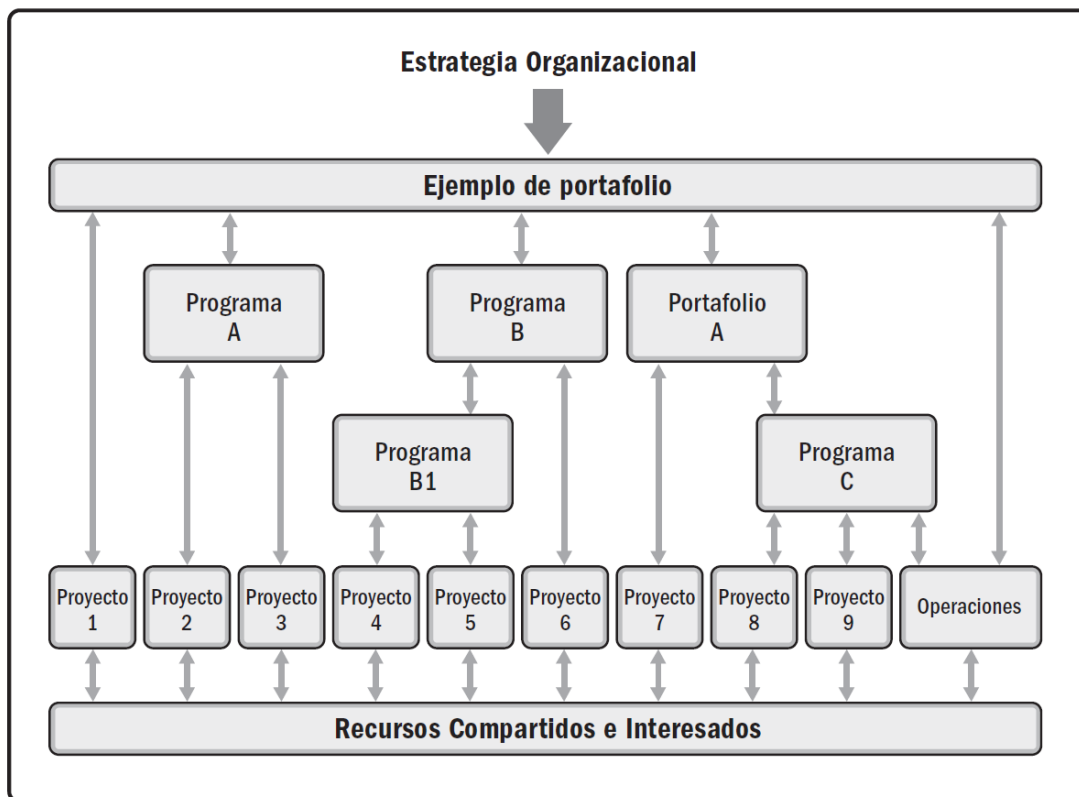 Estrategia Organizacional
Ejemplo de portafolio
Programa
A
Programa
B
Portafolio
A
Programa
B1
Programa
C
Proyecto
1
Proyecto
2
Proyecto
3
Proyecto
4
Proyecto
5
Proyecto
6
Proyecto
7
Proyecto
8
Proyecto
9
Operaciones
Recursos Compartidos e Interesados